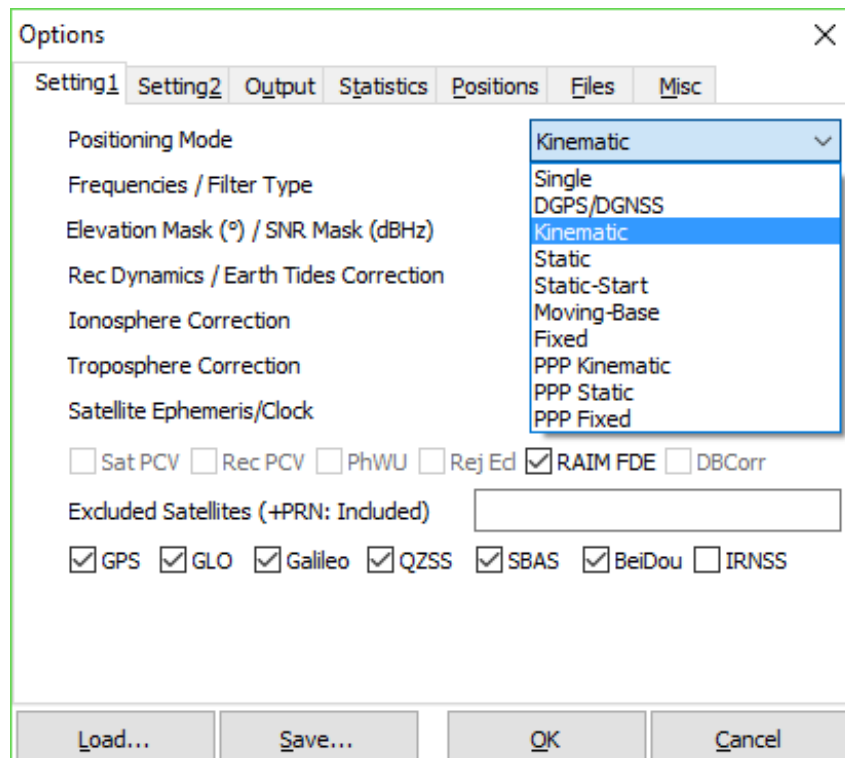 Options
Setting1 Setting2 Output Statistics Positions Files Misc
Positioning Mode Kinematic
Frequencies / Filter Type
Elevation Mask (°) / SNR Mask (dBHz)
Rec Dynamics / Earth Tides Correction
Ionosphere Correction
Troposphere Correction
Satellite Ephemeris/Clock
Single
DGPS/DGNSS
Kinematic
Static
Static-Start
Moving-Base
Fixed
PPP Kinematic
PPP Static
PPP Fixed
Sat PCV Rec PCV PhWU Rej Ed RAIM FDE DBCorr
Excluded Satellites (+PRN: Included)
GPS GLO Galileo QZSS SBAS BeiDou IRNSS
Load... Save... OK Cancel